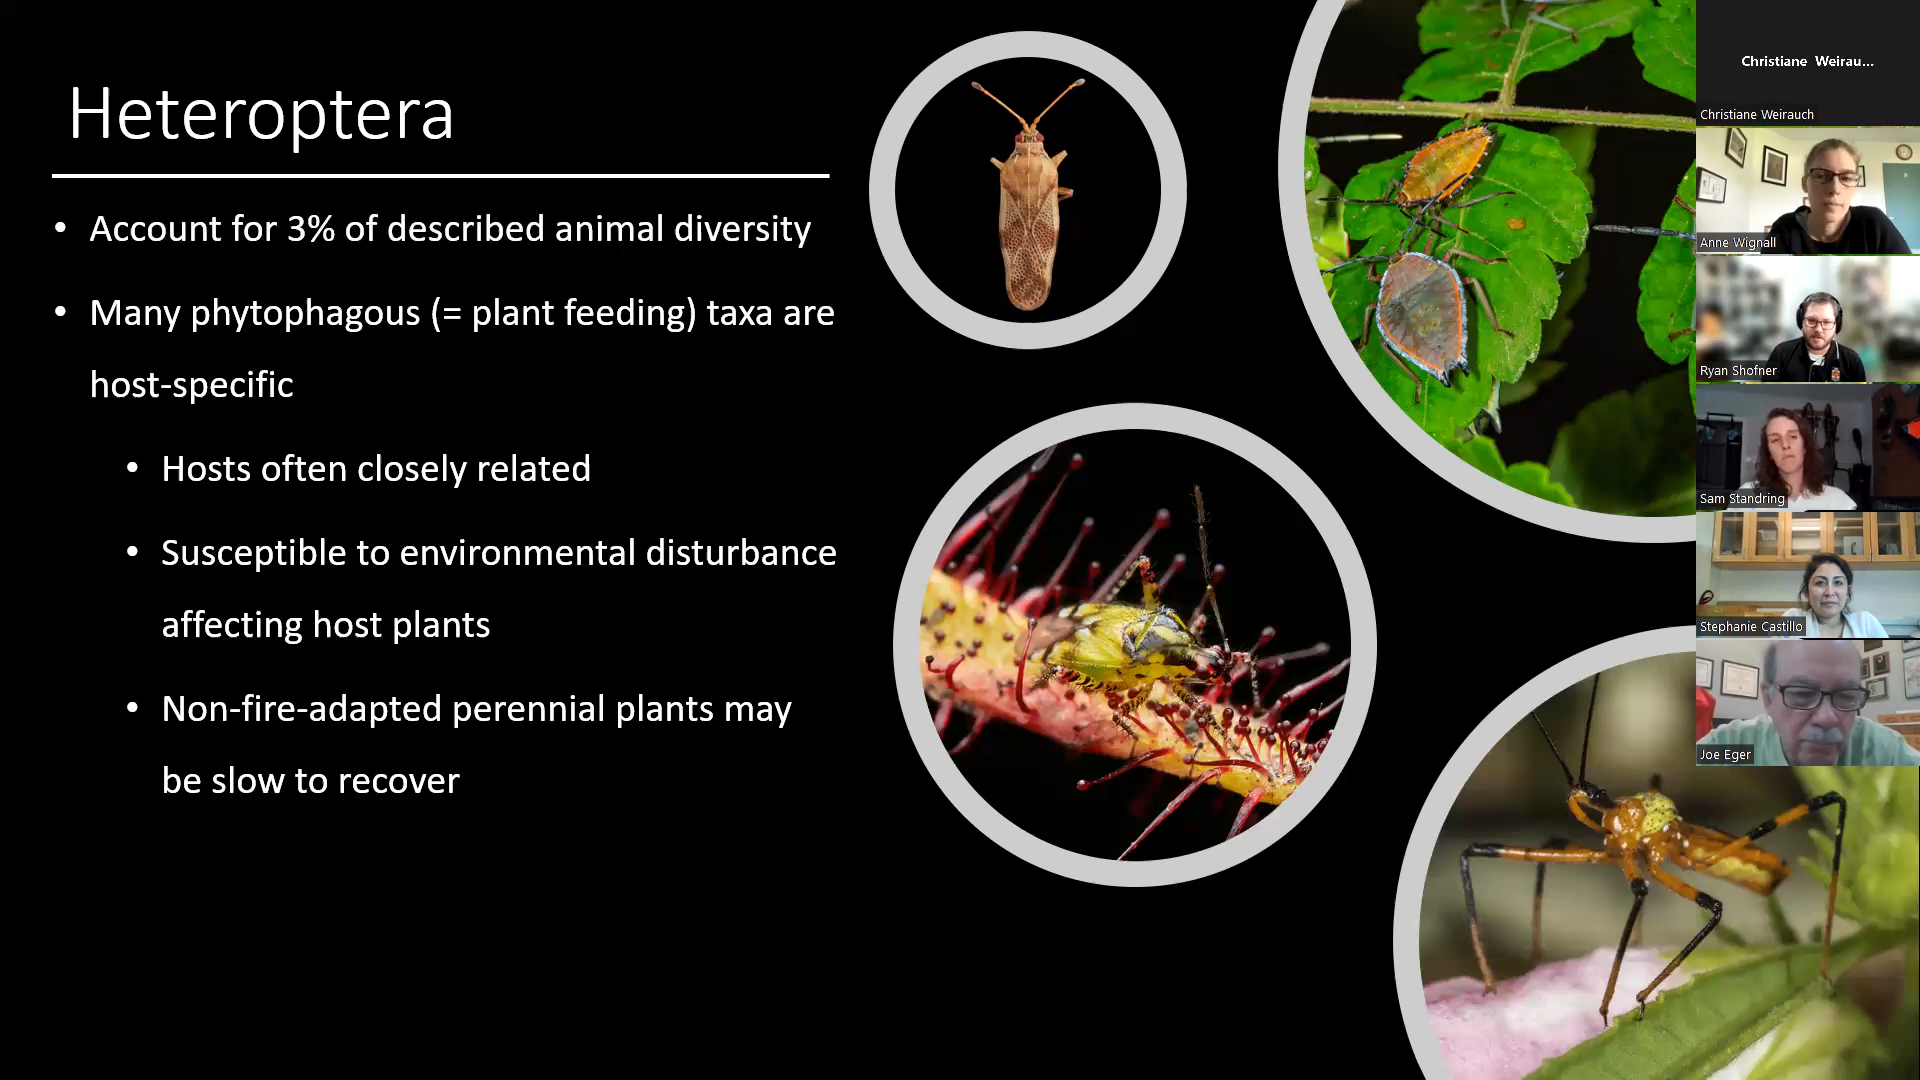 Heteroptera
• Account for 3% of described animal diversity
• Many phytophagous (= plant feeding) taxa are
host-specific
• Hosts often closely related
• Susceptible to environmental disturbance
affecting host plants
• Non-fire-adapted perennial plants may
be slow to recover
Christiane Weirau...
Christiane Weirauch
Anne Wignall
Ryan Shofner
Sam Standring
Stephanie Castillo
Joe Eger